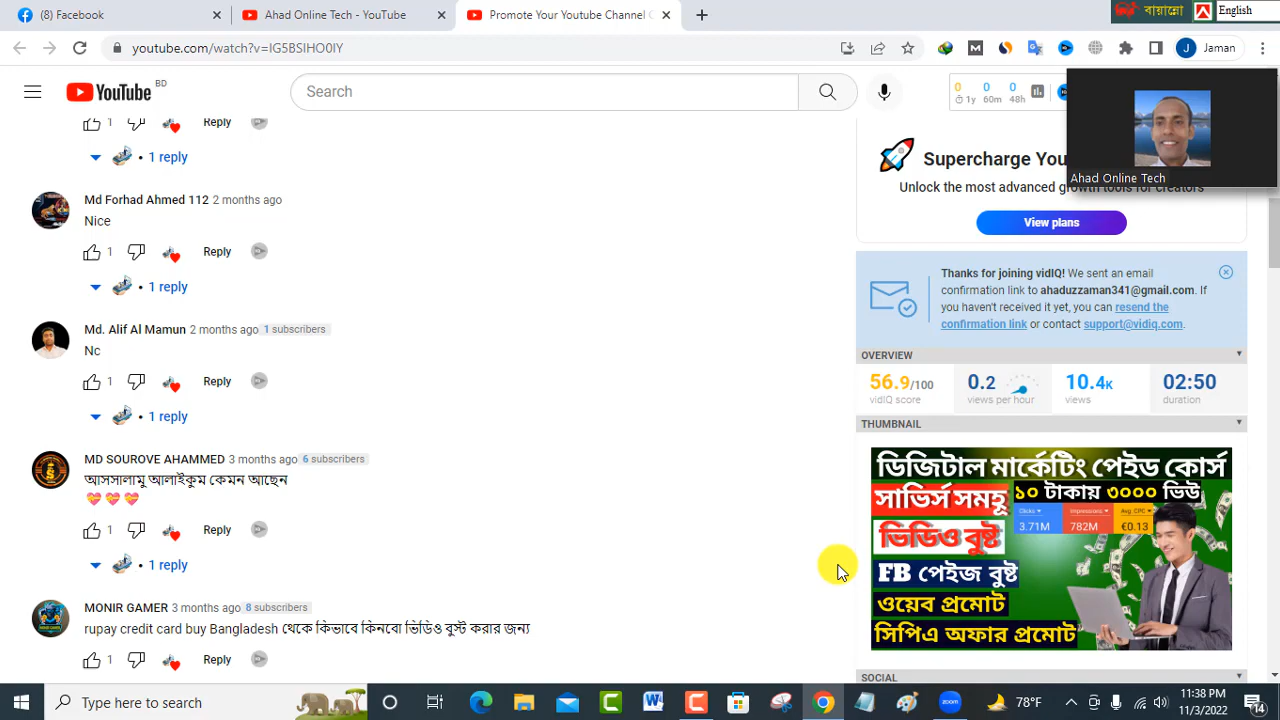 (8) Facebook
Ahad Online Tech - YouTube
Promote Your Youtube Channel
বায়ান্নো
English
youtube.com/watch?v=IG5BSIHO0IY
Jaman
YouTube BD
Search
0 0 0
1y 60m 48h
1 Reply
1 reply
Supercharge You
Ahad Online Tech
Unlock the most advanced growth tools for creators
View plans
Md Forhad Ahmed 112 2 months ago
Nice
1 Reply
1 reply
Thanks for joining vidIQ! We sent an email
confirmation link to ahaduzzaman341@gmail.com. If
you haven't received it yet, you can resend the
confirmation link or contact support@vidiq.com.
Md. Alif Al Mamun 2 months ago 1 subscribers
Nc
1 Reply
1 reply
OVERVIEW
56.9/100 0.2 10.4K 02:50
vidIQ score views per hour views duration
THUMBNAIL
MD SOUROVE AHAMMED 3 months ago 6 subscribers
আসসালামু আলাইকুম কেমন আছেন
1 Reply
1 reply
ডিজিটাল মার্কেটিং পেইড কোর্স
সার্ভিস সমূহ ১০ টাকায় ৩০০০ ভিউ
Clicks Impressions Avg. CPC
3.71M 782M €0.13
ভিডিও বুষ্ট
FB পেইজ বুষ্ট
ওয়েব প্রমোট
সিপিএ অফার প্রমোট
MONIR GAMER 3 months ago 8 subscribers
rupay credit card buy Bangladesh থেকে কিভাবে কিনবো ভিডিও বুস্ট করার জন্য
1 Reply
SOCIAL
Type here to search
78°F
11:38 PM
11/3/2022
14